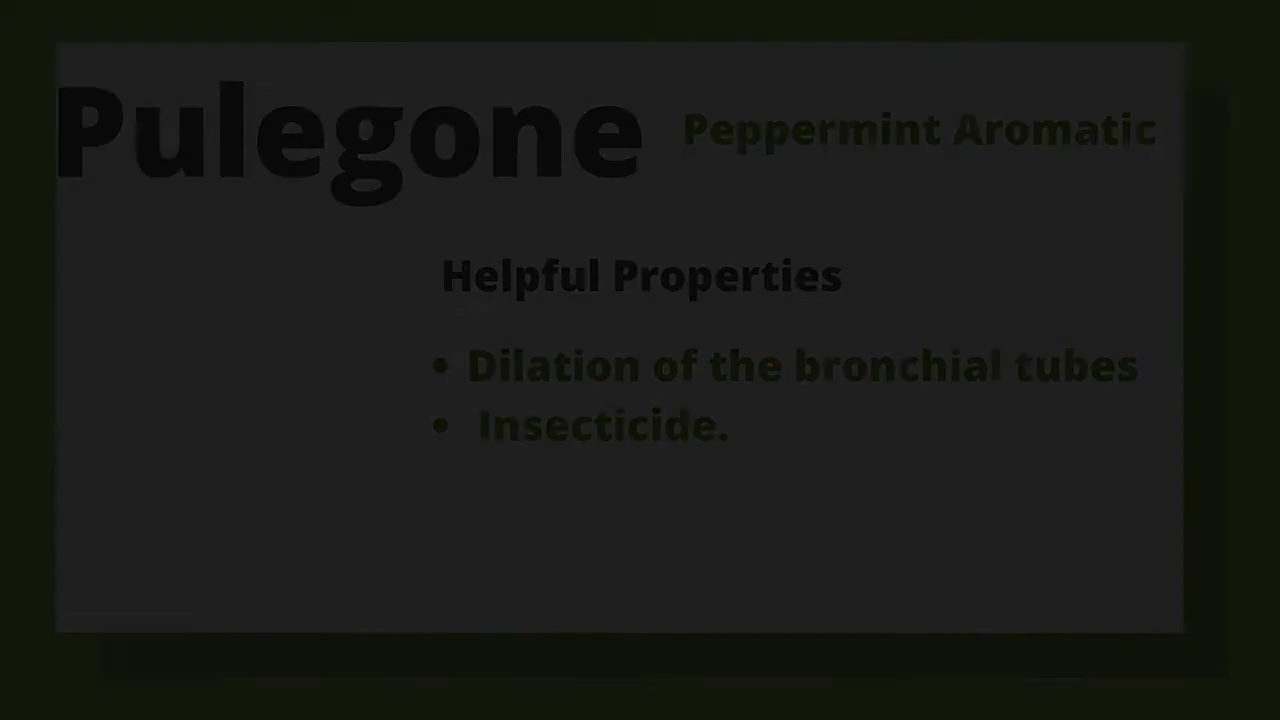 Pulegone Peppermint Aromatic
Helpful Properties
• Dilation of the bronchial tubes
• Insecticide.